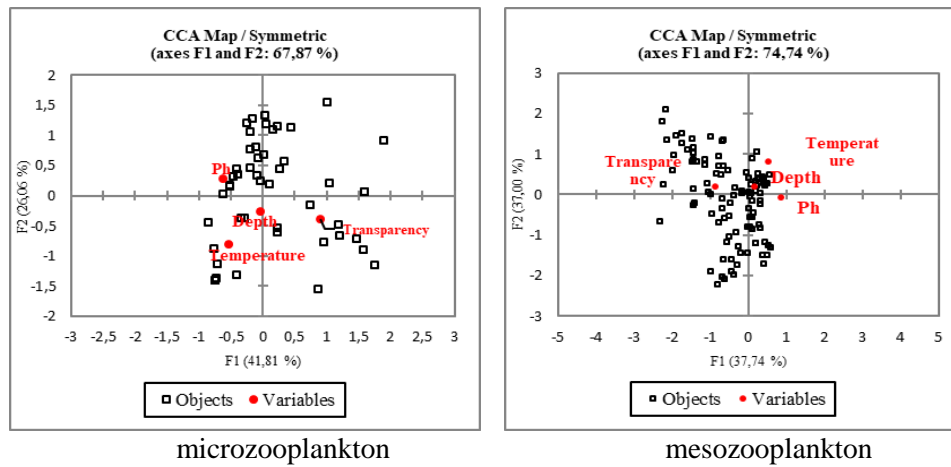 CCA Map / Symmetric
(axes F1 and F2: 67,87 %)
2
1,5
1
0,5
0
-0,5
-1
-1,5
-2
F2 (26,06 %)
Ph
Depth
Transparency
Temperature
-3 -2,5 -2 -1,5 -1 -0,5 0 0,5 1 1,5 2 2,5 3
F1 (41,81 %)
Objects Variables
microzooplankton
CCA Map / Symmetric
(axes F1 and F2: 74,74 %)
3
2
1
0
-1
-2
-3
F2 (37,00 %)
Transpare
ncy
Temperat
ure
Depth
Ph
-5 -4 -3 -2 -1 0 1 2 3 4 5
F1 (37,74 %)
Objects Variables
mesozooplankton